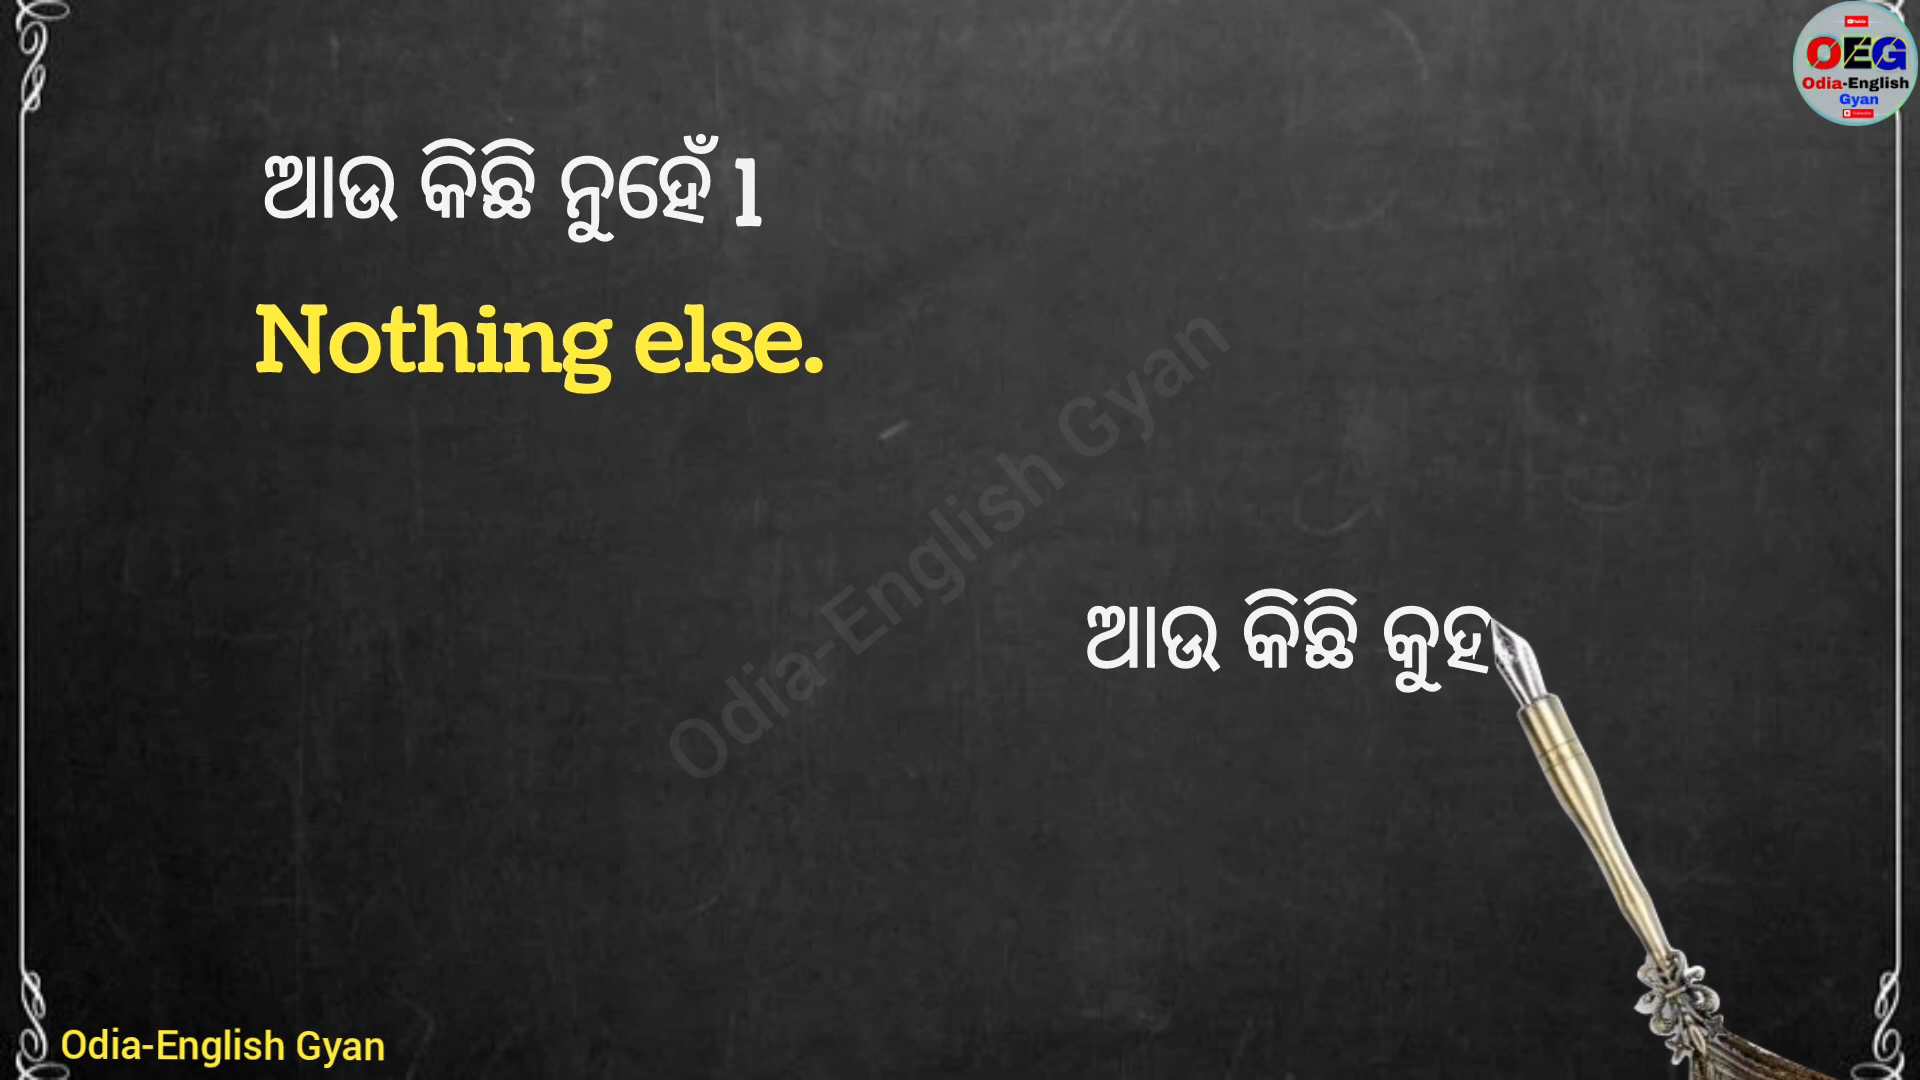 OEG
Odia-English
Gyan
ଆଉ କିଛି ନୁହେଁ l
Nothing else.
Odia-English Gyan
ଆଉ କିଛି କୁହ
Odia-English Gyan